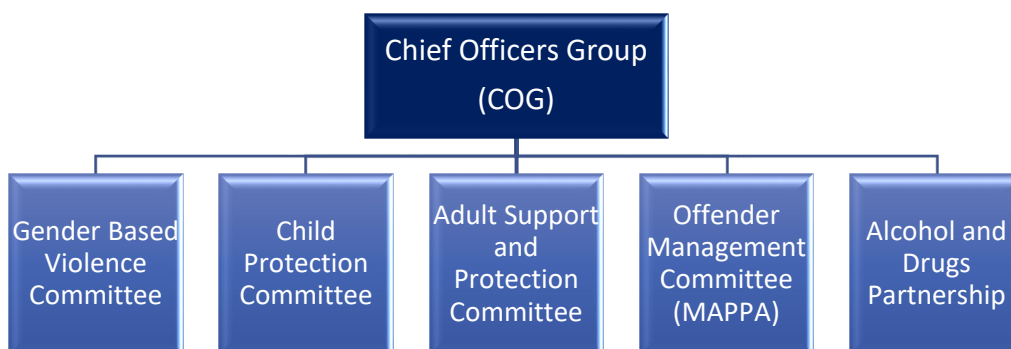 Chief Officers Group
(COG)
Gender Based
Violence
Committee
Child
Protection
Committee
Adult Support
and
Protection
Committee
Offender
Management
Committee
(MAPPA)
Alcohol and
Drugs
Partnership